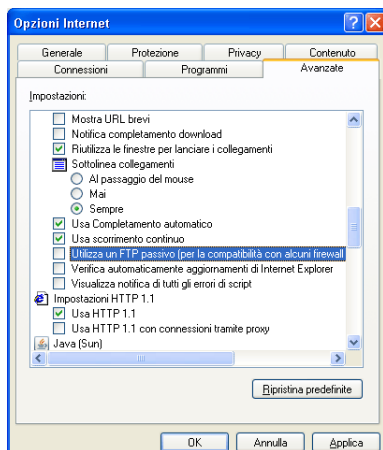 Opzioni Internet
Generale Protezione Privacy Contenuto
Connessioni Programmi Avanzate
Impostazioni:
Mostra URL brevi
Notifica completamento download
Riutilizza le finestre per lanciare i collegamenti
Sottolinea collegamenti
Al passaggio del mouse
Mai
Sempre
Usa Completamento automatico
Usa scorrimento continuo
Utilizza un FTP passivo (per la compatibilità con alcuni firewall
Verifica automaticamente aggiornamenti di Internet Explorer
Visualizza notifica di tutti gli errori di script
Impostazioni HTTP 1.1
Usa HTTP 1.1
Usa HTTP 1.1 con connessioni tramite proxy
Java (Sun)
Ripristina predefinite
OK Annulla Applica